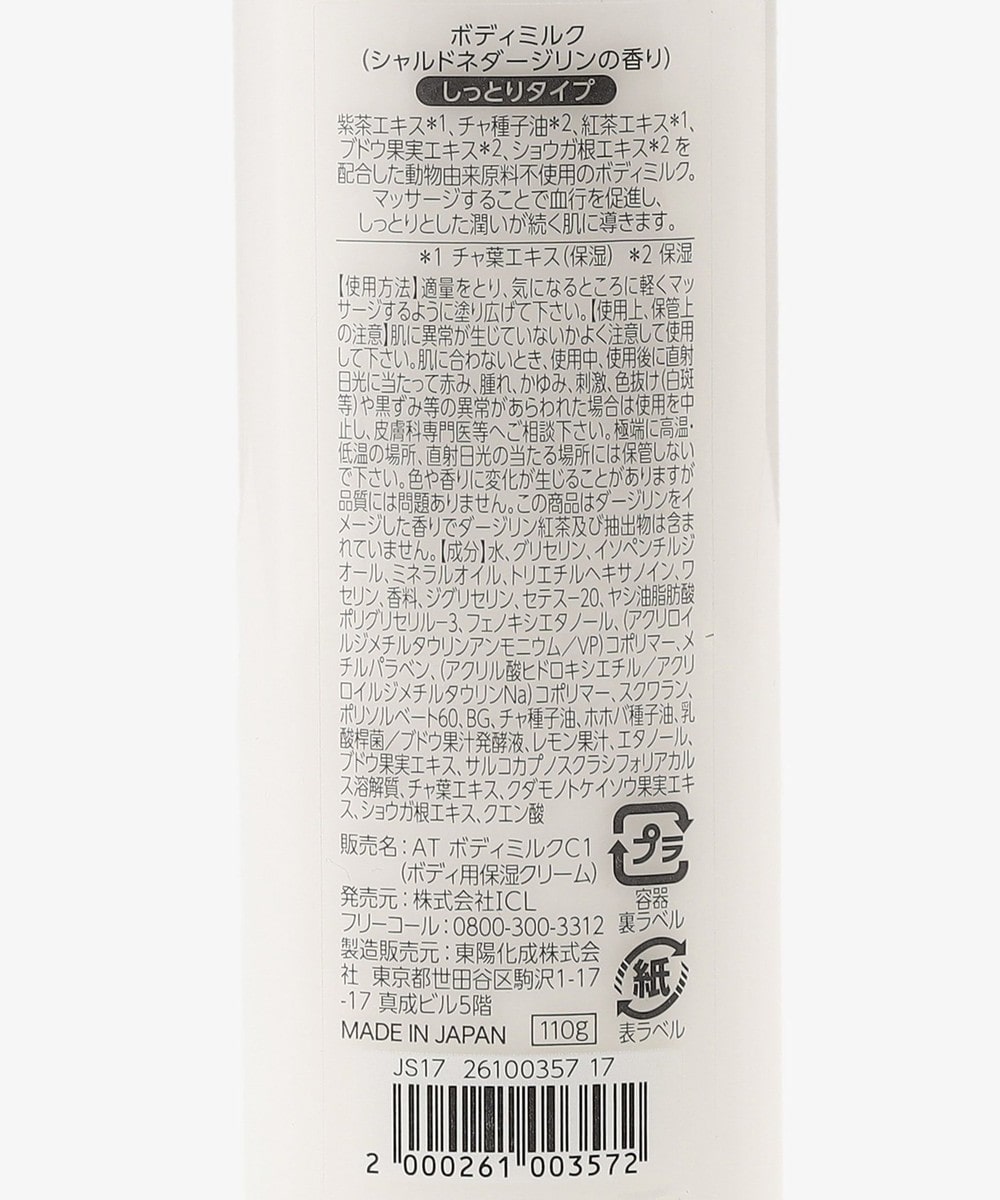 ボディミルク
(シャルドネダージリンの香り)
しっとりタイプ
紫茶エキス*1、チャ種子油*2、紅茶エキス*1、
ブドウ果実エキス*2、ショウガ根エキス*2を
配合した動物由来原料不使用のボディミルク。
マッサージすることで血行を促進し、
しっとりとした潤いが続く肌に導きます。
*1 チャ葉エキス(保湿) *2 保湿
【使用方法】適量をとり、気になるところに軽くマッ
サージするように塗り広げて下さい。【使用上、保管上
の注意】肌に異常が生じていないかよく注意して使用
して下さい。肌に合わないとき、使用中、使用後に直射
日光に当たって赤み、腫れ、かゆみ、刺激、色抜け(白斑
等)や黒ずみ等の異常があらわれた場合は使用を中
止し、皮膚科専門医等へご相談下さい。極端に高温・
低温の場所、直射日光の当たる場所には保管しない
で下さい。色や香りに変化が生じることがありますが
品質には問題ありません。この商品はダージリンをイ
メージした香りでダージリン紅茶及び抽出物は含ま
れていません。【成分】水、グリセリン、イソペンチルジ
オール、ミネラルオイル、トリエチルヘキサノイン、ワ
セリン、香料、ジグリセリン、セテス-20、ヤシ油脂肪酸
ポリグリセリル-3、フェノキシエタノール、(アクリロイ
ルジメチルタウリンアンモニウム/VP)コポリマー、メ
チルパラベン、(アクリル酸ヒドロキシエチル/アクリ
ロイルジメチルタウリンNa)コポリマー、スクワラン、
ポリソルベート60、BG、チャ種子油、ホホバ種子油、乳
酸桿菌/ブドウ果汁発酵液、レモン果汁、エタノール、
ブドウ果実エキス、サルコカプノスクラシフォリアカル
ス溶解質、チャ葉エキス、クダモノトケイソウ果実エキ
ス、ショウガ根エキス、クエン酸
販売名:AT ボディミルクC1
(ボディ用保湿クリーム)
発売元:株式会社ICL
フリーコール:0800-300-3312
製造販売元:東陽化成株式会
社 東京都世田谷区駒沢1-17
-17 真成ビル5階
MADE IN JAPAN 110g
プラ
容器
裏ラベル
紙
表ラベル
JS17 26100357 17
2 000261 003572